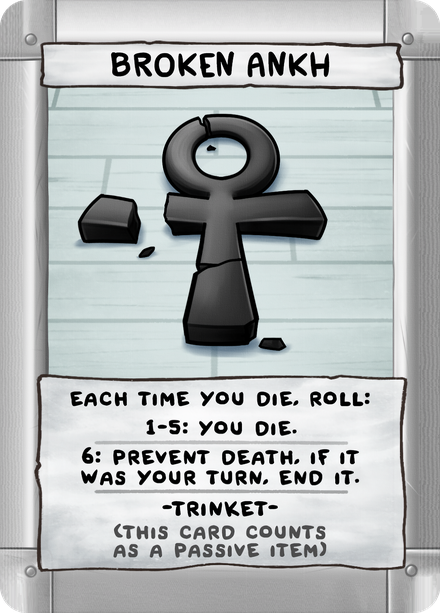 BROKEN ANKH
EACH TIME YOU DIE, ROLL:
1-5: YOU DIE.
6: PREVENT DEATH. IF IT
WAS YOUR TURN, END IT.
-TRINKET-
(THIS CARD COUNTS
AS A PASSIVE ITEM)